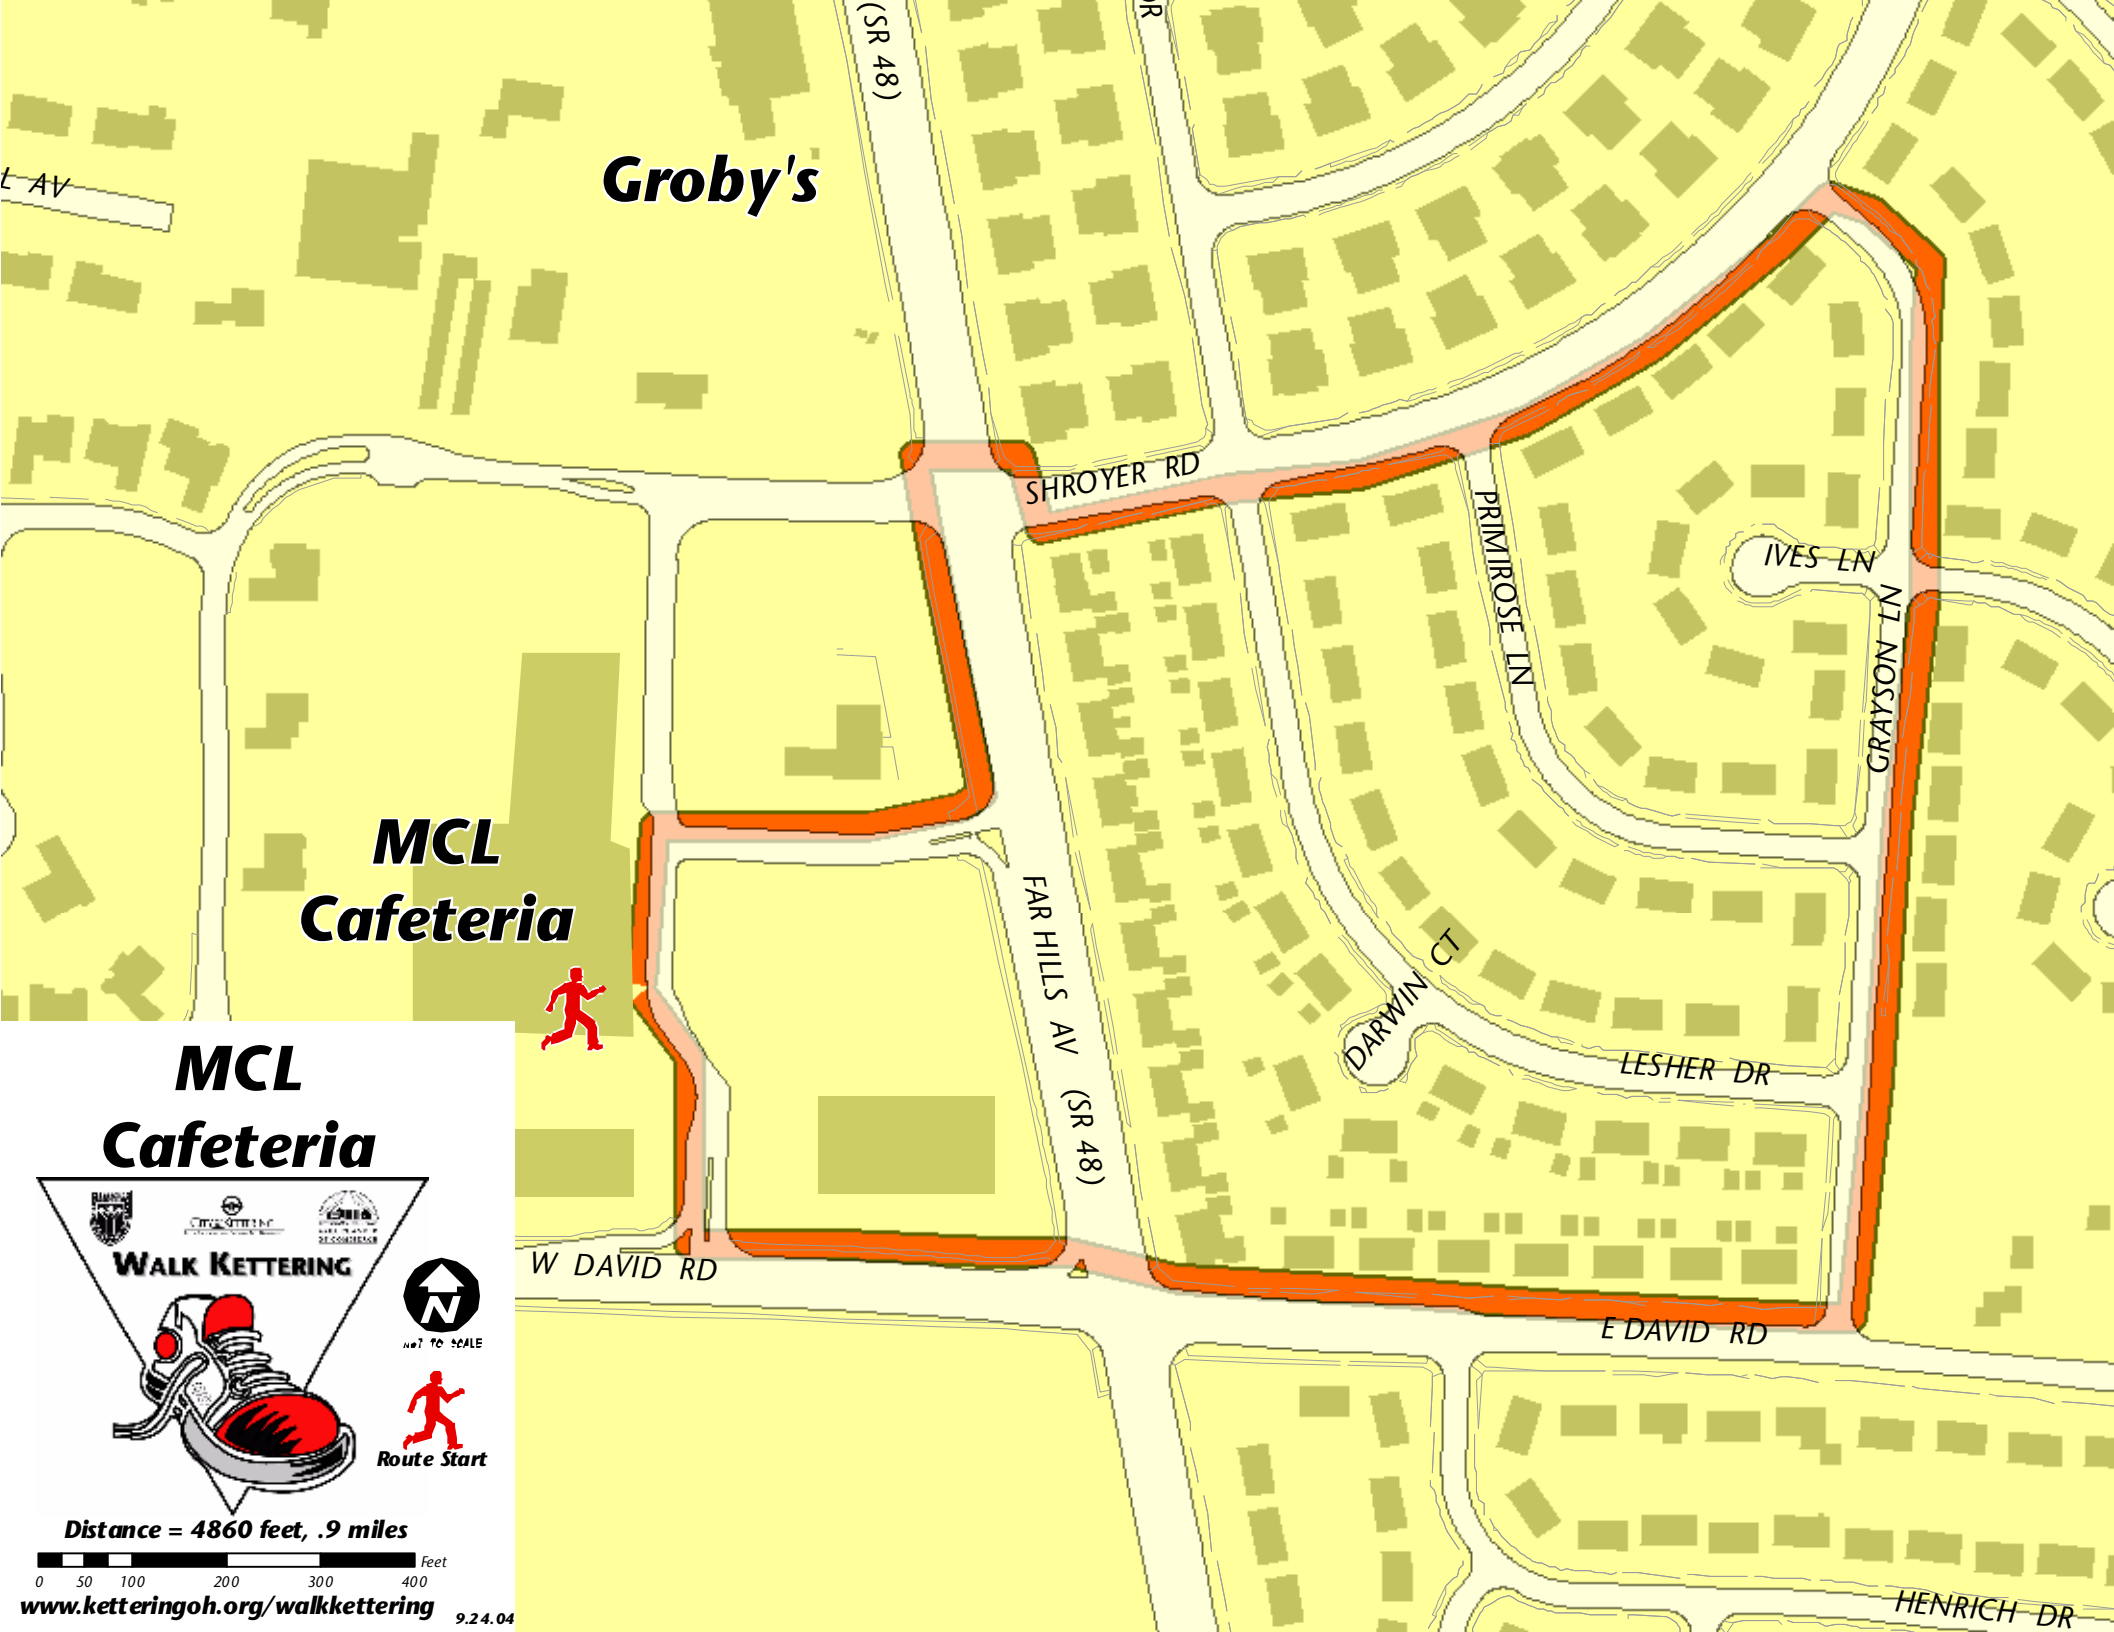 (SR 48)
DR
L AV
Groby's
SHROYER RD
PRIMROSE LN
IVES LN
GRAYSON LN
MCL
Cafeteria
FAR HILLS AV (SR 48)
DARWIN CT
LESHER DR
W DAVID RD
E DAVID RD
HENRICH DR
MCL
Cafeteria
WALK KETTERING
N
NOT TO SCALE
Route Start
Distance = 4860 feet, .9 miles
Feet
0 50 100 200 300 400
www.ketteringoh.org/walkkettering
9.24.04